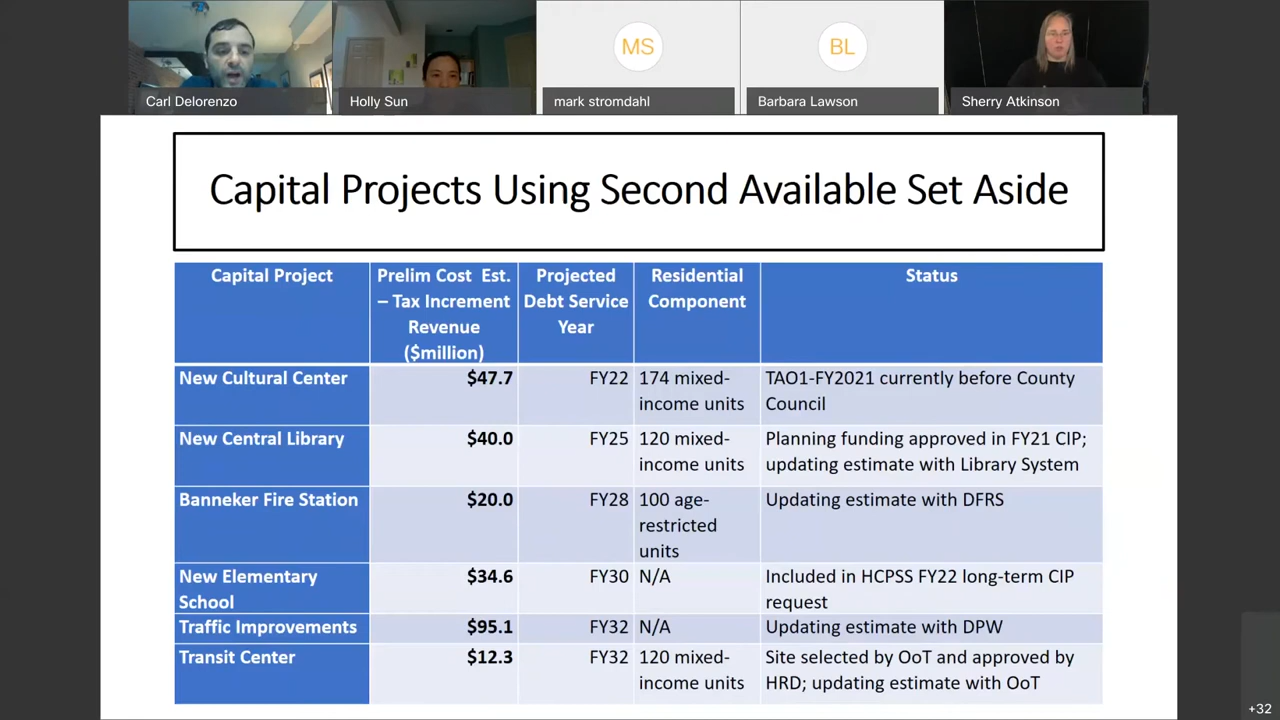 MS
BL
Carl Delorenzo
Holly Sun
mark stromdahl
Barbara Lawson
Sherry Atkinson
Capital Projects Using Second Available Set Aside
Capital Project
Prelim Cost Est.
– Tax Increment
Revenue
($million)
Projected
Debt Service
Year
Residential
Component
Status
New Cultural Center
$47.7
FY22
174 mixed-
income units
TAO1-FY2021 currently before County
Council
New Central Library
$40.0
FY25
120 mixed-
income units
Planning funding approved in FY21 CIP;
updating estimate with Library System
Banneker Fire Station
$20.0
FY28
100 age-
restricted
units
Updating estimate with DFRS
New Elementary
School
$34.6
FY30
N/A
Included in HCPSS FY22 long-term CIP
request
Traffic Improvements
$95.1
FY32
N/A
Updating estimate with DPW
Transit Center
$12.3
FY32
120 mixed-
income units
Site selected by OoT and approved by
HRD; updating estimate with OoT
+32